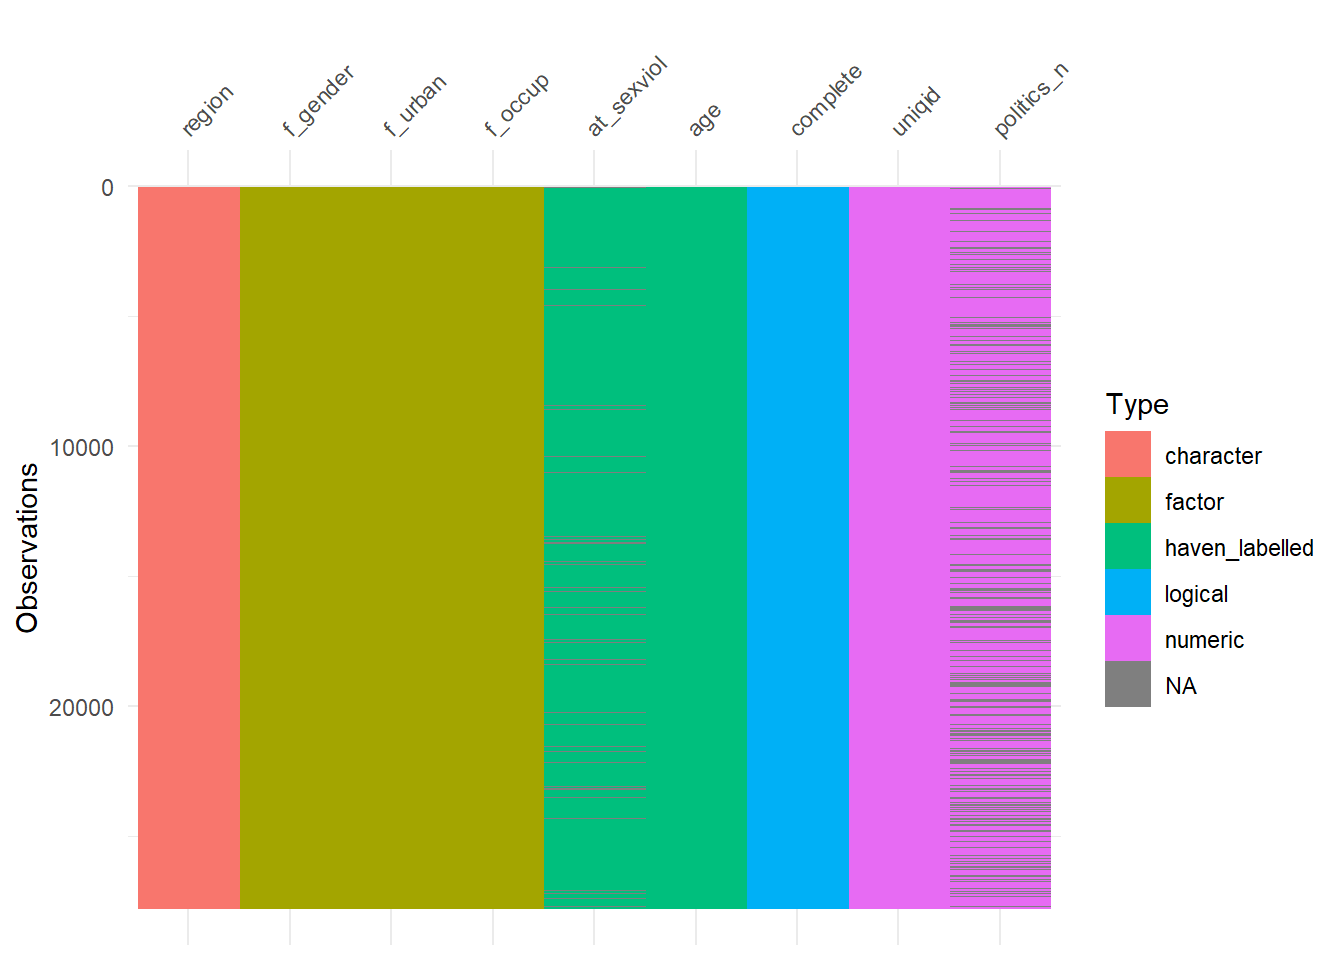 region
f_gender
f_urban
f_occup
at_sexviol
age
complete
uniqid
politics_n
0
10000
20000
Observations
Type
character
factor
haven_labelled
logical
numeric
NA